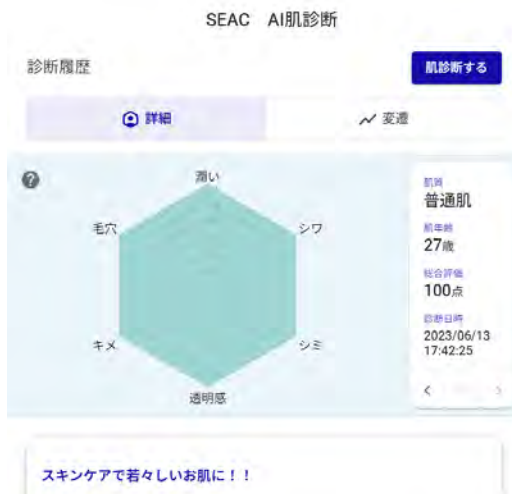 SEAC AI肌診断
診断履歴
肌診断する
詳細
変遷
?
潤い
毛穴
シワ
キメ
シミ
透明感
肌質
普通肌
肌年齢
27歳
総合評価
100点
診断日時
2023/06/13
17:42:25
スキンケアで若々しいお肌に！！